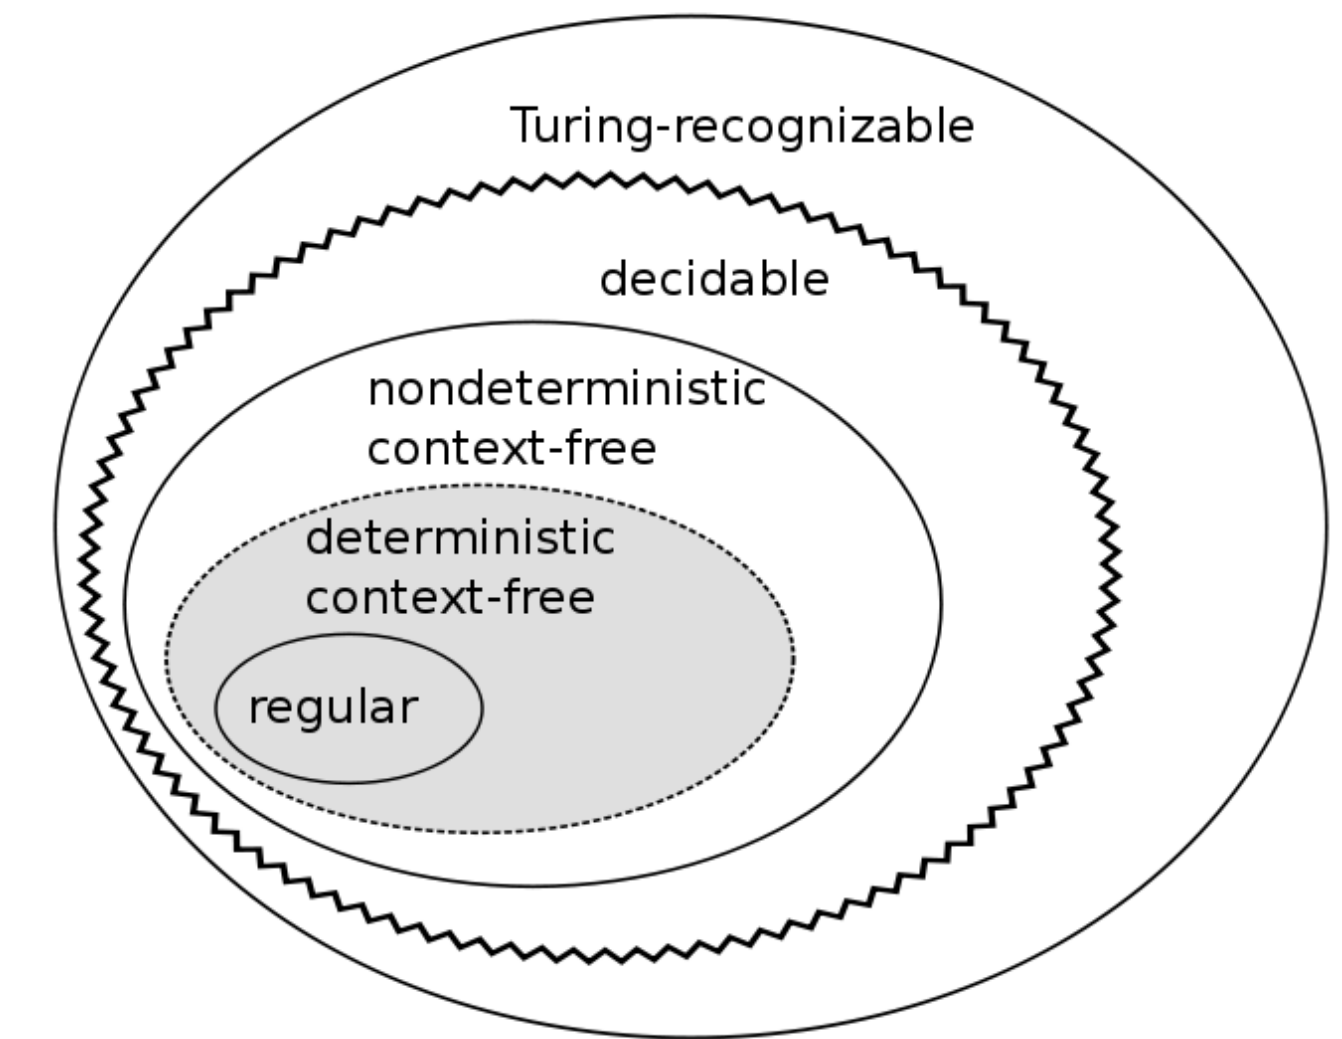 Turing-recognizable
decidable
nondeterministic
context-free
deterministic
context-free
regular